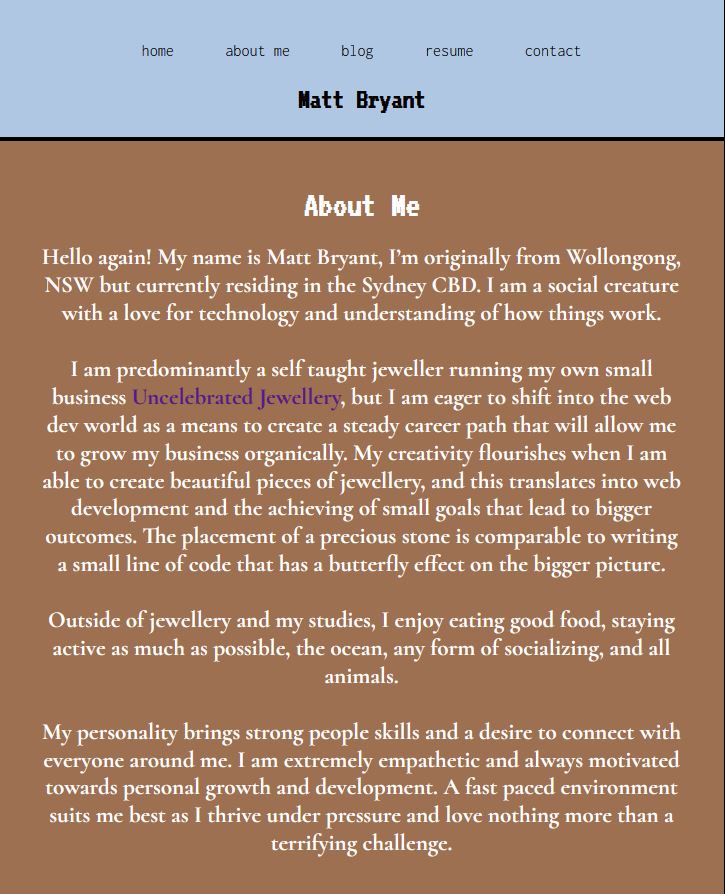 home about me blog resume contact
Matt Bryant
About Me
Hello again! My name is Matt Bryant, I’m originally from Wollongong,
NSW but currently residing in the Sydney CBD. I am a social creature
with a love for technology and understanding of how things work.
I am predominantly a self taught jeweller running my own small
business Uncelebrated Jewellery, but I am eager to shift into the web
dev world as a means to create a steady career path that will allow me
to grow my business organically. My creativity flourishes when I am
able to create beautiful pieces of jewellery, and this translates into web
development and the achieving of small goals that lead to bigger
outcomes. The placement of a precious stone is comparable to writing
a small line of code that has a butterfly effect on the bigger picture.
Outside of jewellery and my studies, I enjoy eating good food, staying
active as much as possible, the ocean, any form of socializing, and all
animals.
My personality brings strong people skills and a desire to connect with
everyone around me. I am extremely empathetic and always motivated
towards personal growth and development. A fast paced environment
suits me best as I thrive under pressure and love nothing more than a
terrifying challenge.